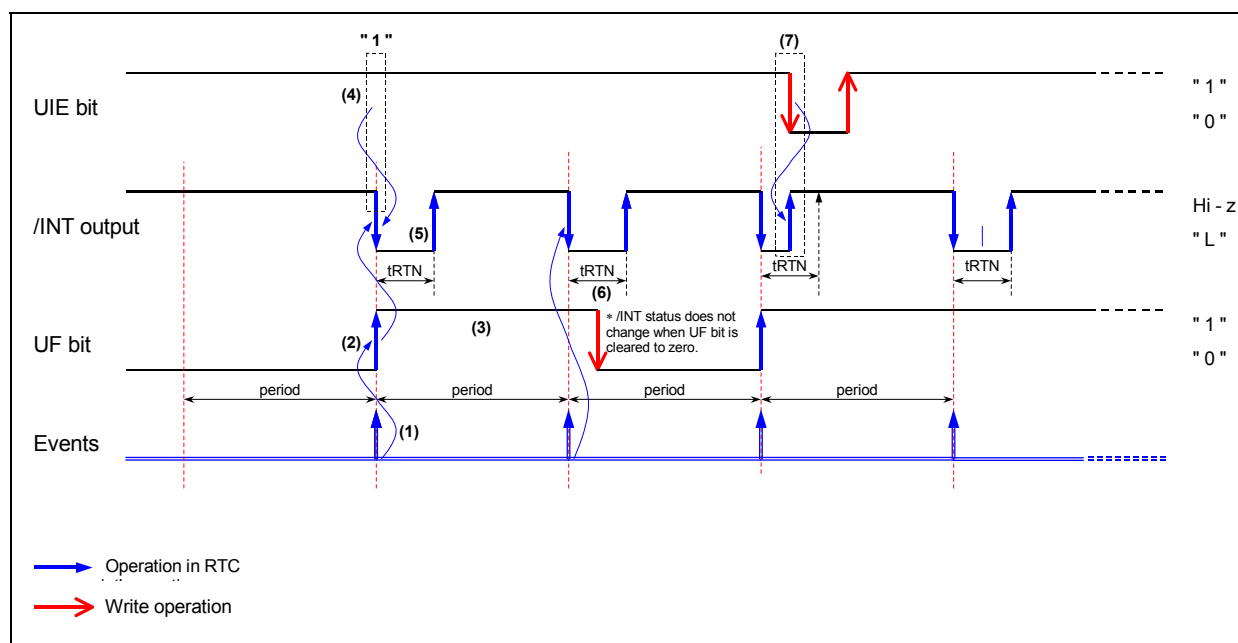 " 1 "
(7)
(4)
UIE bit
" 1 "
" 0 "
/INT output
(5)
Hi - z
" L "
tRTN
tRTN
tRTN
tRTN
(6)
UF bit
(2)
(3)
* /INT status does not
change when UF bit is
cleared to zero.
" 1 "
" 0 "
period
period
period
period
Events
(1)
Operation in RTC
Write operation